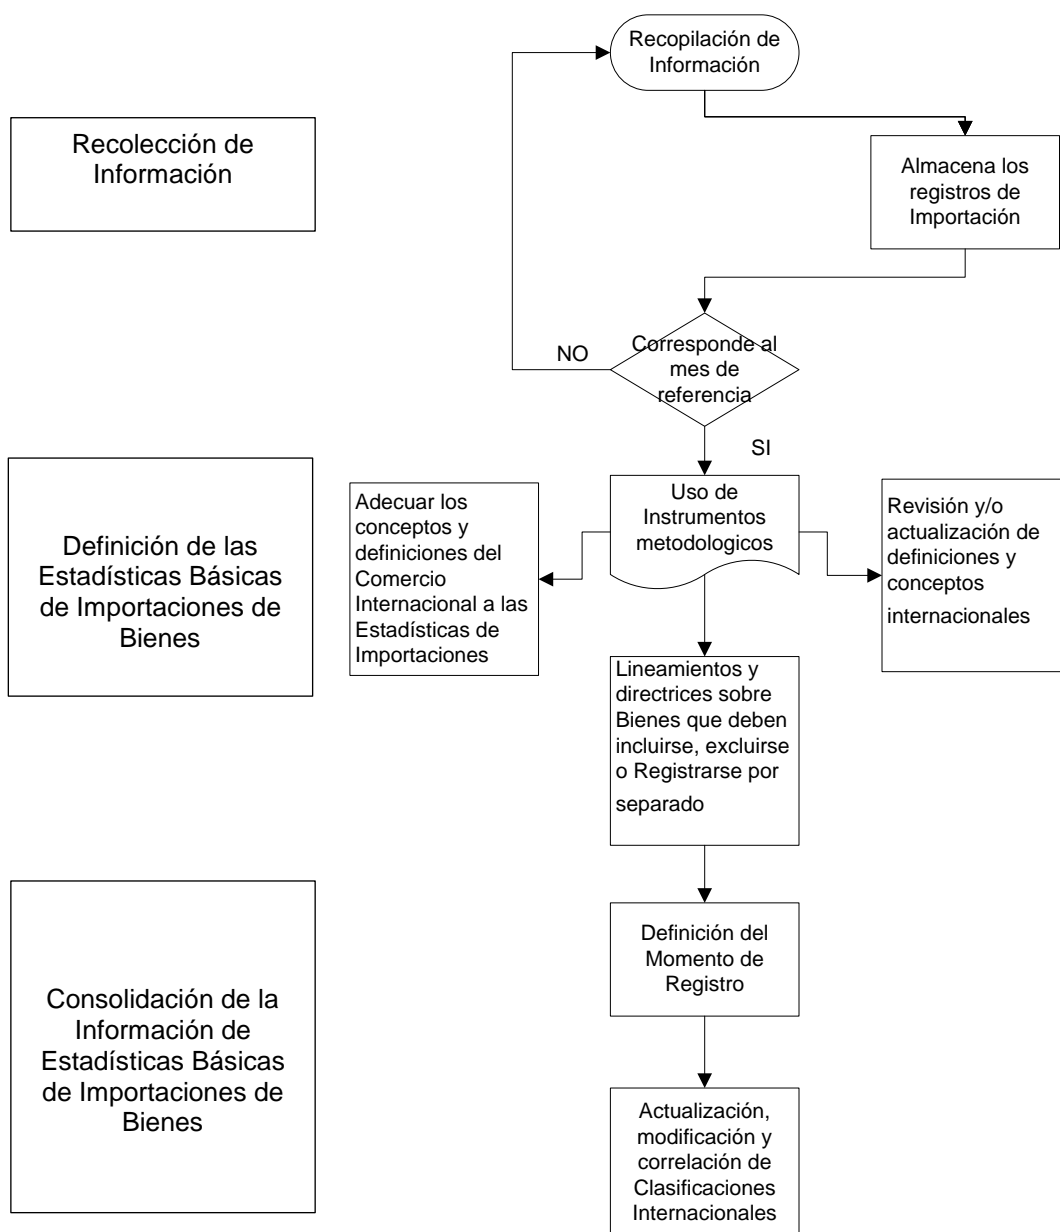 Recopilación de
Información
Recolección de
Información
Almacena los
registros de
Importación
Corresponde al
mes de
referencia
NO
SI
Definición de las
Estadísticas Básicas
de Importaciones de
Bienes
Adecuar los
conceptos y
definiciones del
Comercio
Internacional a las
Estadísticas de
Importaciones
Uso de
Instrumentos
metodologicos
Revisión y/o
actualización de
definiciones y
conceptos
internacionales
Lineamientos y
directrices sobre
Bienes que deben
incluirse, excluirse
o Registrarse por
separado
Consolidación de la
Información de
Estadísticas Básicas
de Importaciones de
Bienes
Definición del
Momento de
Registro
Actualización,
modificación y
correlación de
Clasificaciones
Internacionales